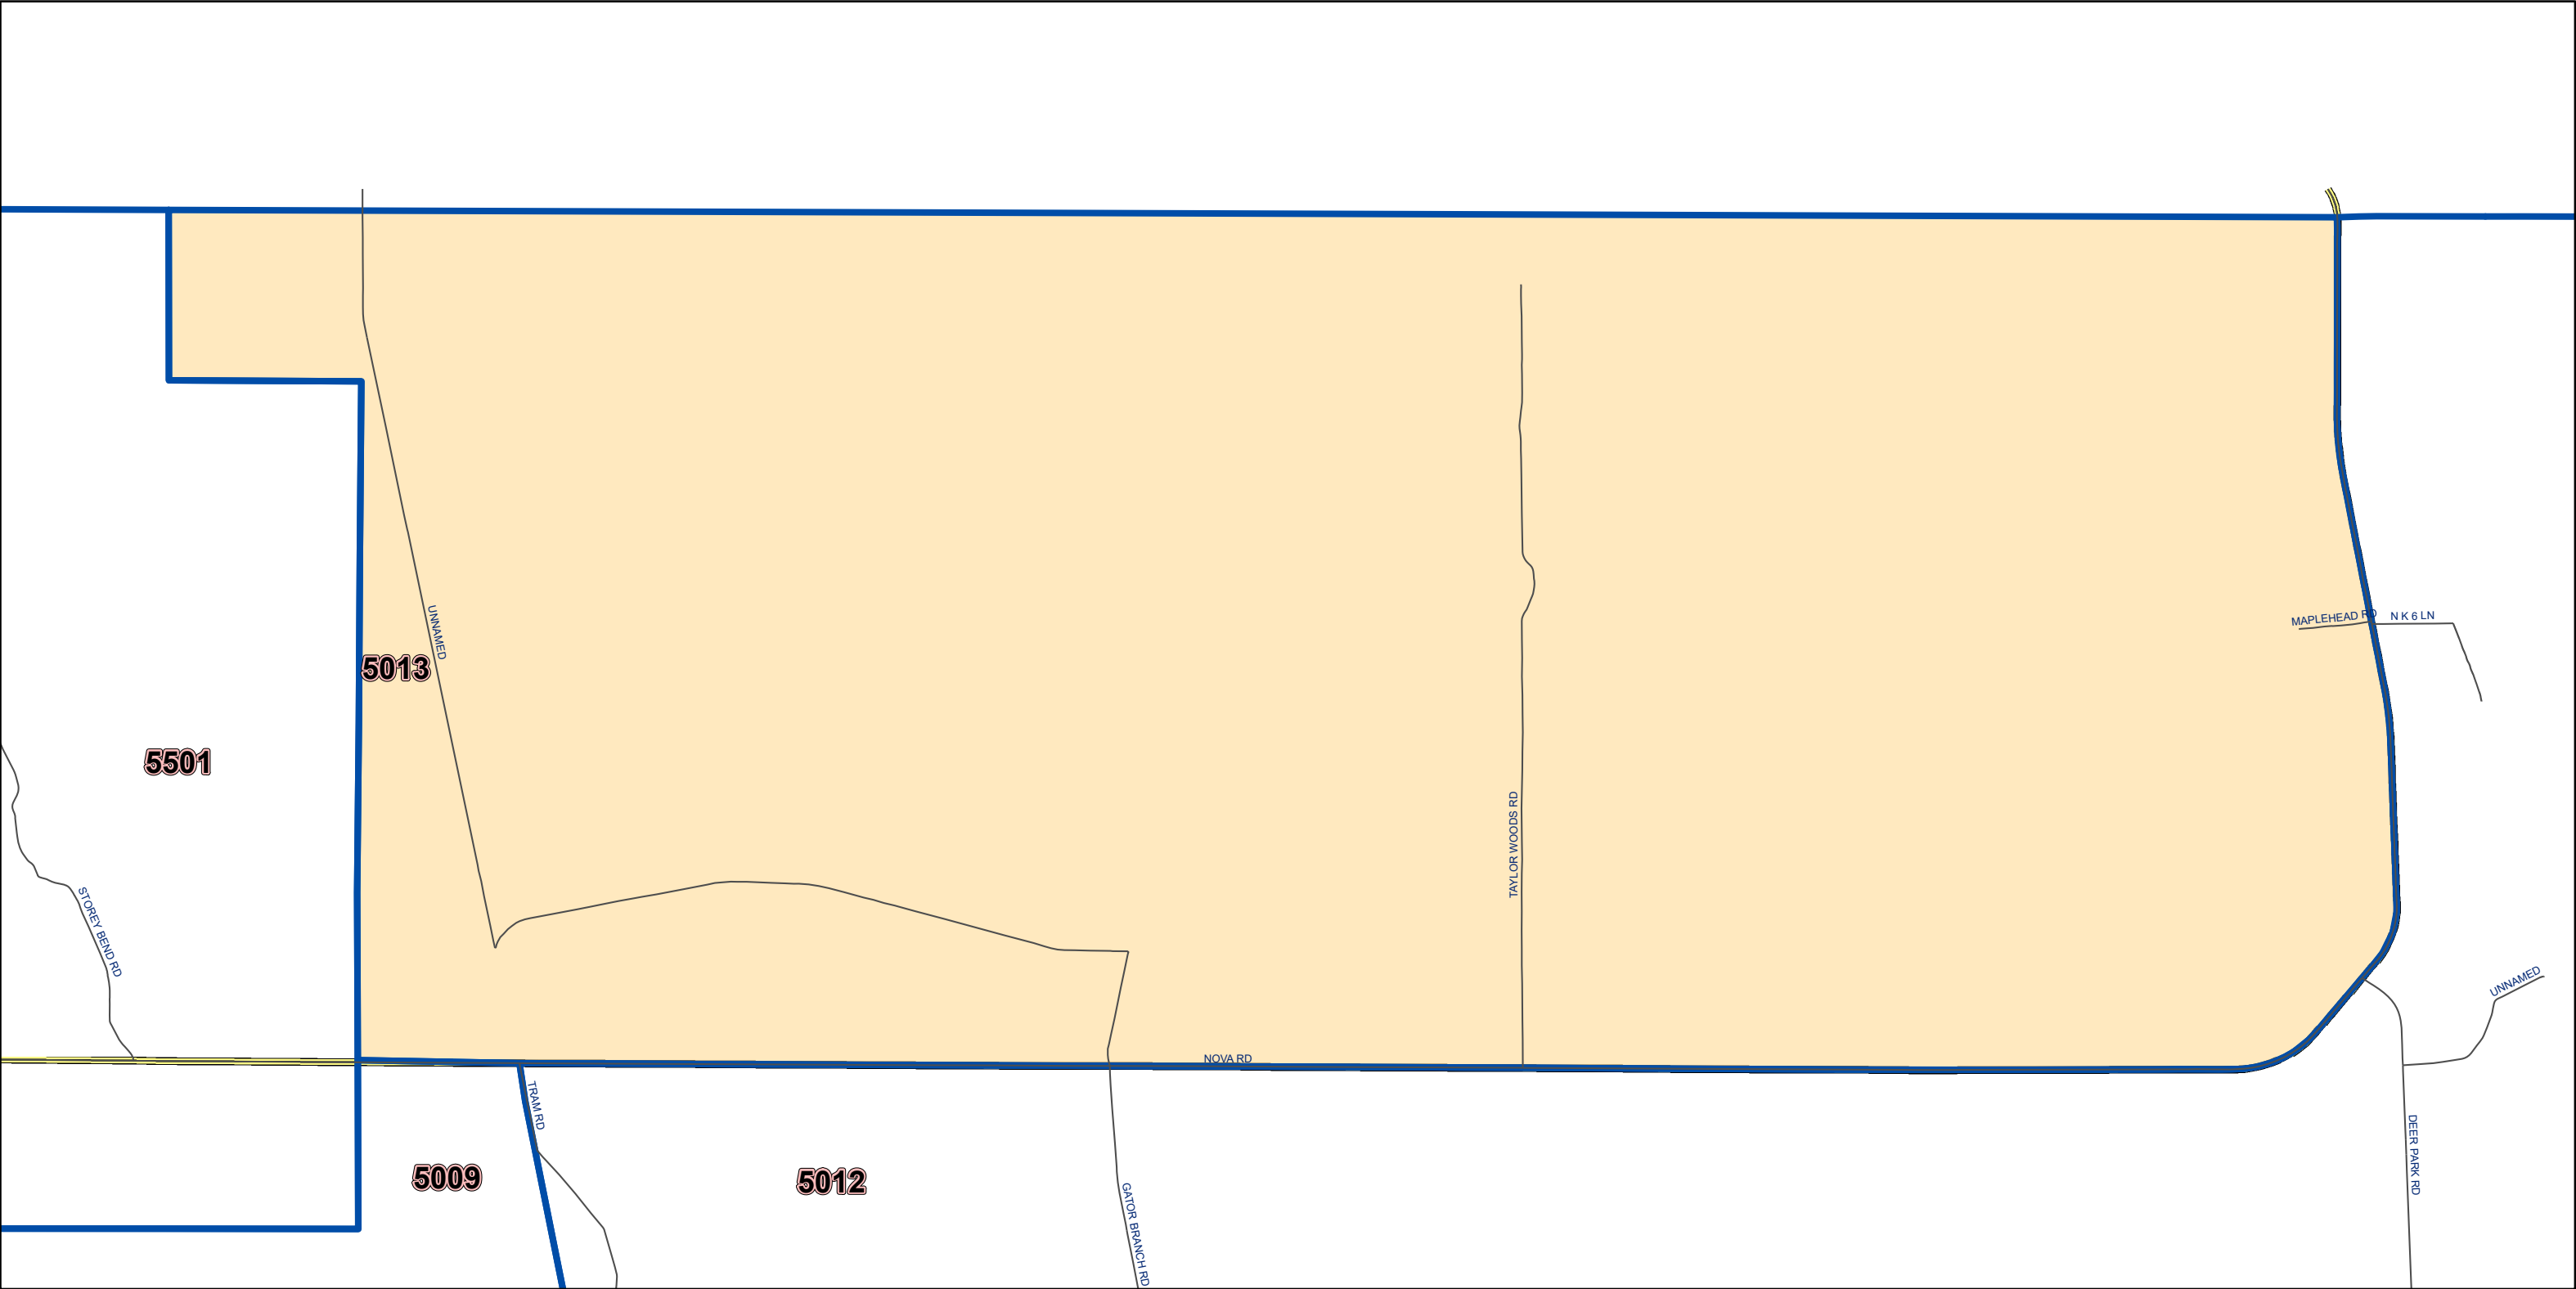 UNNAMED
MAPLEHEAD RD
N K 6 LN
5013
5501
TAYLOR WOODS RD
STOREY BEND RD
UNNAMED
NOVA RD
TRAM RD
DEER PARK RD
5009
5012
GATOR BRANCH RD